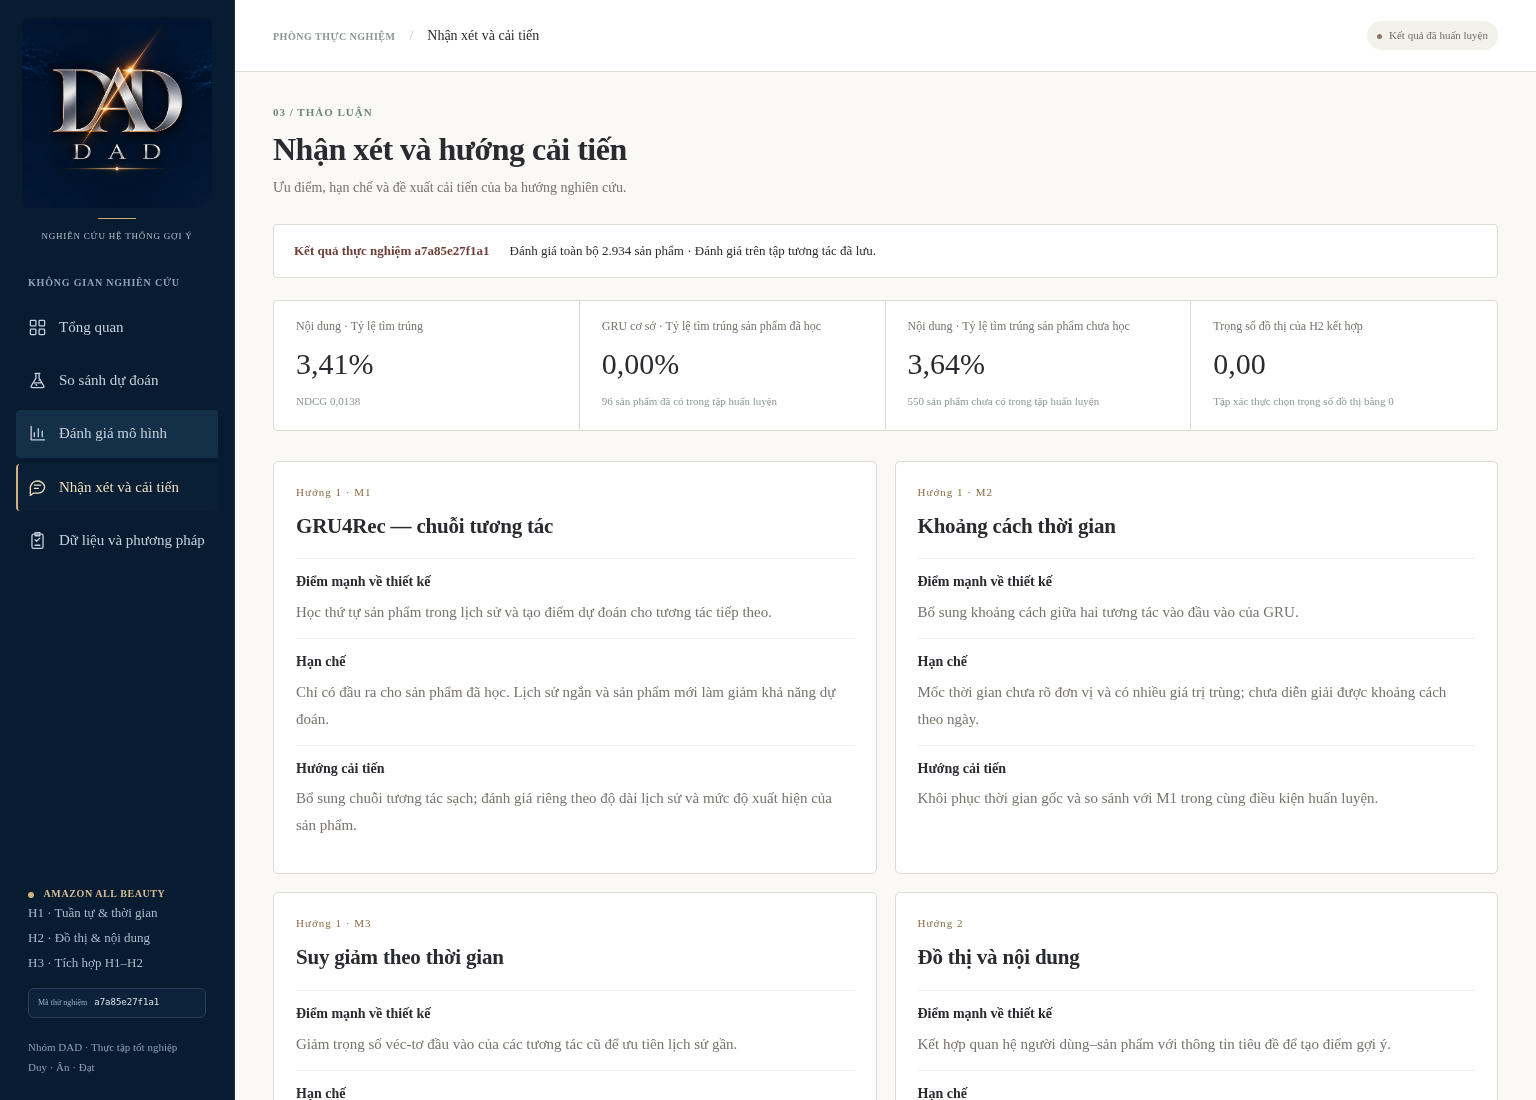 DAD
DAD
NGHIÊN CỨU HỆ THỐNG GỢI Ý
KHÔNG GIAN NGHIÊN CỨU
Tổng quan
So sánh dự đoán
Đánh giá mô hình
Nhận xét và cải tiến
Dữ liệu và phương pháp
AMAZON ALL BEAUTY
H1 · Tuần tự & thời gian
H2 · Đồ thị & nội dung
H3 · Tích hợp H1–H2
Mã thử nghiệm a7a85e27f1a1
Nhóm DAD · Thực tập tốt nghiệp
Duy · Ân · Đạt
PHÒNG THỰC NGHIỆM / Nhận xét và cải tiến
Kết quả đã huấn luyện
03 / THẢO LUẬN
Nhận xét và hướng cải tiến
Ưu điểm, hạn chế và đề xuất cải tiến của ba hướng nghiên cứu.
Kết quả thực nghiệm a7a85e27f1a1 Đánh giá toàn bộ 2.934 sản phẩm · Đánh giá trên tập tương tác đã lưu.
Nội dung · Tỷ lệ tìm trúng
3,41%
NDCG 0,0138
GRU cơ sở · Tỷ lệ tìm trúng sản phẩm đã học
0,00%
96 sản phẩm đã có trong tập huấn luyện
Nội dung · Tỷ lệ tìm trúng sản phẩm chưa học
3,64%
550 sản phẩm chưa có trong tập huấn luyện
Trọng số đồ thị của H2 kết hợp
0,00
Tập xác thực chọn trọng số đồ thị bằng 0
Hướng 1 · M1
GRU4Rec — chuỗi tương tác
Điểm mạnh về thiết kế
Học thứ tự sản phẩm trong lịch sử và tạo điểm dự đoán cho tương tác tiếp theo.
Hạn chế
Chỉ có đầu ra cho sản phẩm đã học. Lịch sử ngắn và sản phẩm mới làm giảm khả năng dự
đoán.
Hướng cải tiến
Bổ sung chuỗi tương tác sạch; đánh giá riêng theo độ dài lịch sử và mức độ xuất hiện của
sản phẩm.
Hướng 1 · M2
Khoảng cách thời gian
Điểm mạnh về thiết kế
Bổ sung khoảng cách giữa hai tương tác vào đầu vào của GRU.
Hạn chế
Mốc thời gian chưa rõ đơn vị và có nhiều giá trị trùng; chưa diễn giải được khoảng cách
theo ngày.
Hướng cải tiến
Khôi phục thời gian gốc và so sánh với M1 trong cùng điều kiện huấn luyện.
Hướng 1 · M3
Suy giảm theo thời gian
Điểm mạnh về thiết kế
Giảm trọng số véc-tơ đầu vào của các tương tác cũ để ưu tiên lịch sử gần.
Hạn chế
Hướng 2
Đồ thị và nội dung
Điểm mạnh về thiết kế
Kết hợp quan hệ người dùng–sản phẩm với thông tin tiêu đề để tạo điểm gợi ý.
Hạn chế